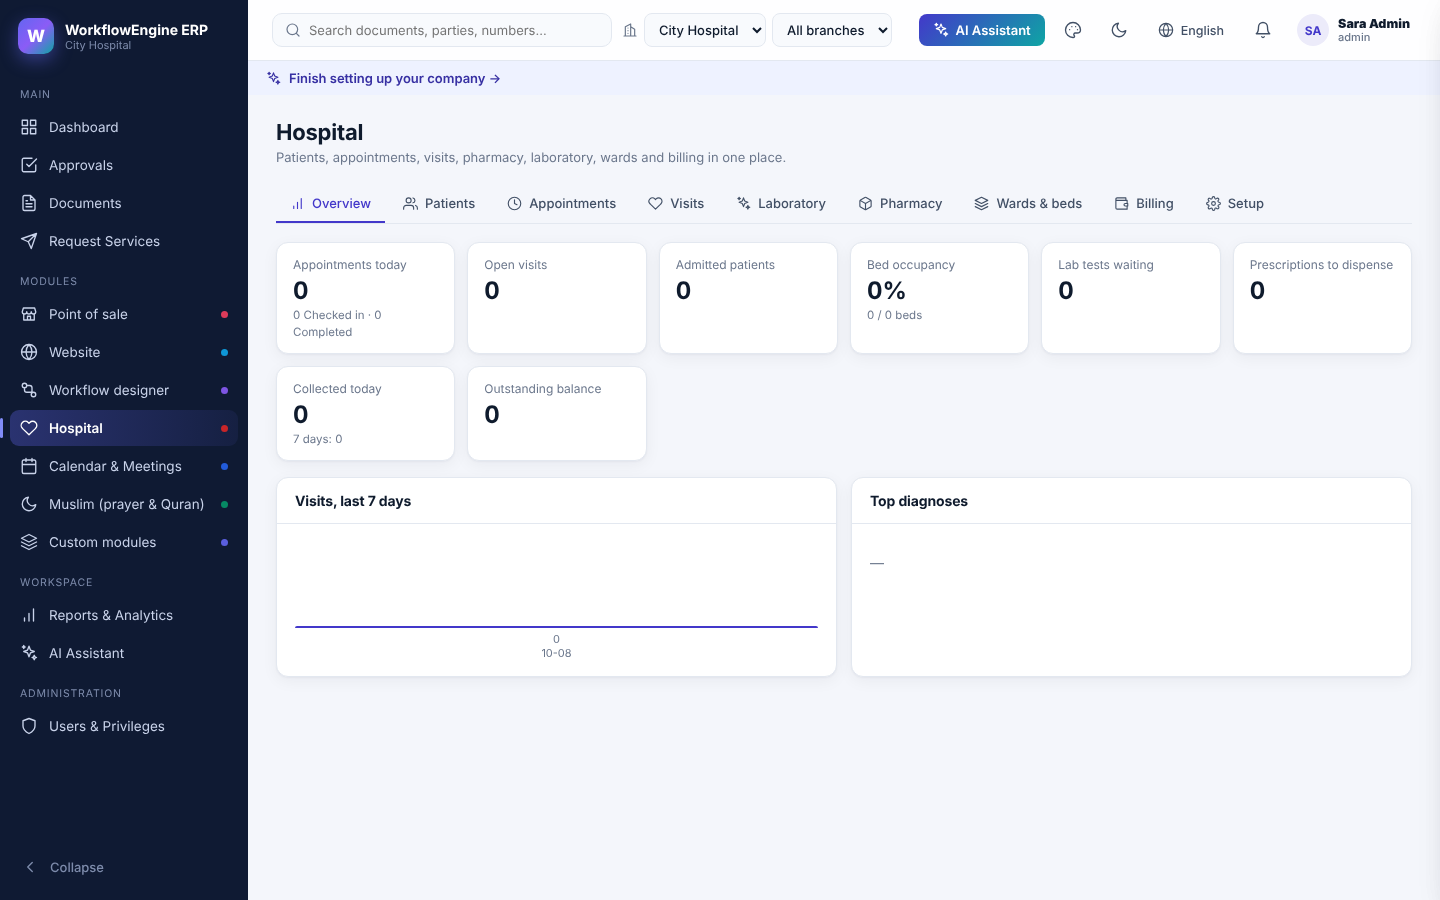 W
WorkflowEngine ERP
City Hospital
MAIN
Dashboard
Approvals
Documents
Request Services
MODULES
Point of sale
Website
Workflow designer
Hospital
Calendar & Meetings
Muslim (prayer & Quran)
Custom modules
WORKSPACE
Reports & Analytics
AI Assistant
ADMINISTRATION
Users & Privileges
Collapse
Search documents, parties, numbers...
City Hospital
All branches
AI Assistant
English
SA
Sara Admin
admin
Finish setting up your company →
Hospital
Patients, appointments, visits, pharmacy, laboratory, wards and billing in one place.
Overview
Patients
Appointments
Visits
Laboratory
Pharmacy
Wards & beds
Billing
Setup
Appointments today
0
0 Checked in · 0
Completed
Open visits
0
Admitted patients
0
Bed occupancy
0%
0 / 0 beds
Lab tests waiting
0
Prescriptions to dispense
0
Collected today
0
7 days: 0
Outstanding balance
0
Visits, last 7 days
0
10-08
Top diagnoses
—